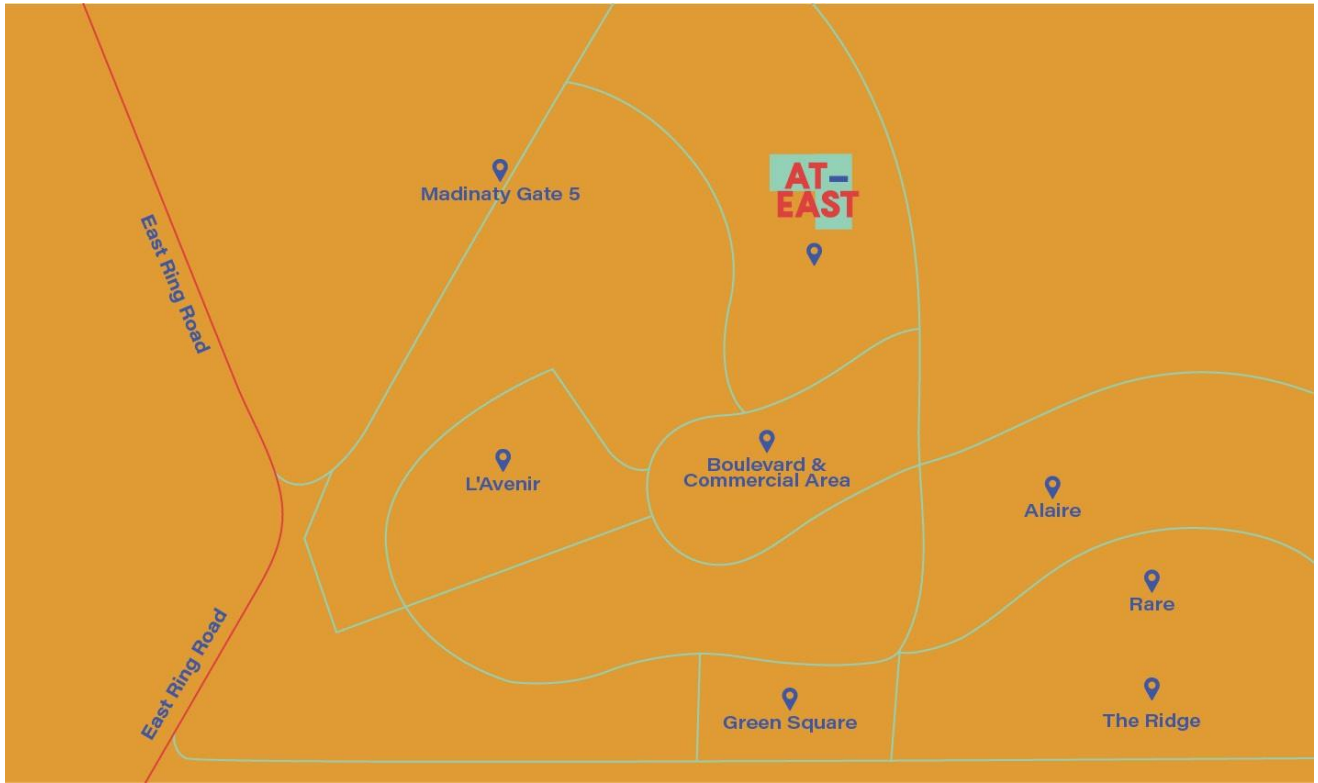 AT–
EAST
Madinaty Gate 5
East Ring Road
L'Avenir
Boulevard &
Commercial Area
Alaire
Rare
East Ring Road
Green Square
The Ridge